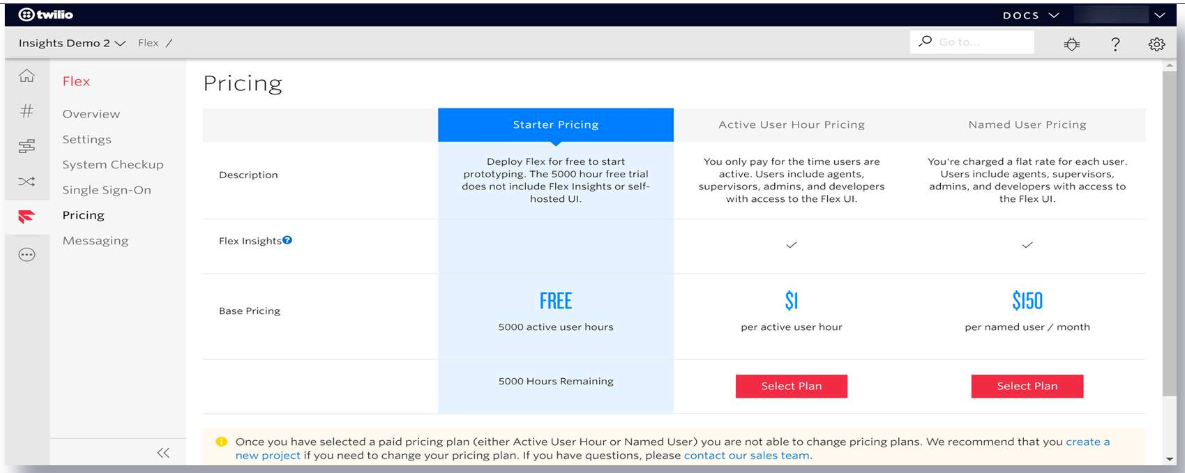 twilio
DOCS
Insights Demo 2 Flex /
Go to...
Flex
Overview
Settings
System Checkup
Single Sign-On
Pricing
Messaging
Pricing
Starter Pricing
Active User Hour Pricing
Named User Pricing
Description
Deploy Flex for free to start
prototyping. The 5000 hour free trial
does not include Flex Insights or self-
hosted UI.
You only pay for the time users are
active. Users include agents,
supervisors, admins, and developers
with access to the Flex UI.
You're charged a flat rate for each user.
Users include agents, supervisors,
admins, and developers with access to
the Flex UI.
Flex Insights
Base Pricing
FREE
5000 active user hours
$1
per active user hour
$150
per named user / month
5000 Hours Remaining
Select Plan
Select Plan
Once you have selected a paid pricing plan (either Active User Hour or Named User) you are not able to change pricing plans. We recommend that you create a
new project if you need to change your pricing plan. If you have questions, please contact our sales team.